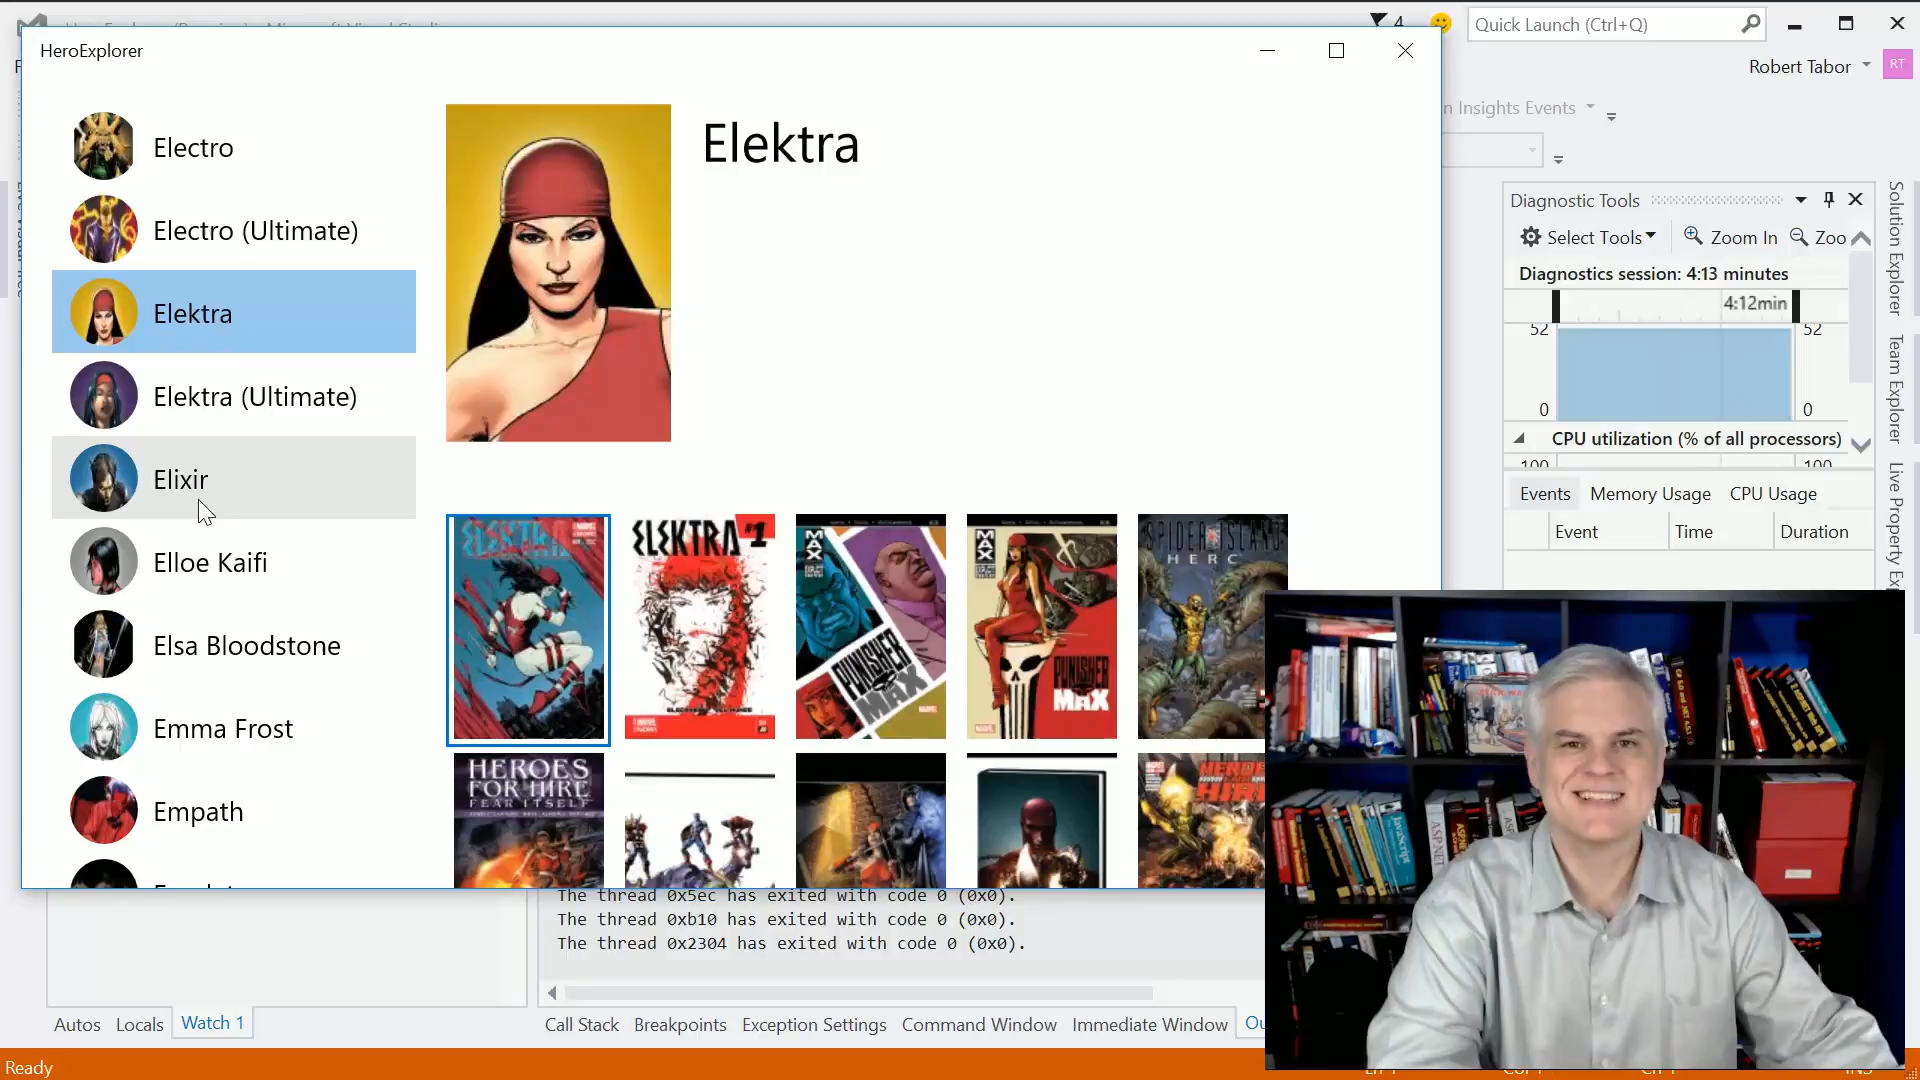 4
Quick Launch (Ctrl+Q)
HeroExplorer
Robert Tabor
RT
n Insights Events
Electro
Electro (Ultimate)
Elektra
Elektra (Ultimate)
Elixir
Elloe Kaifi
Elsa Bloodstone
Emma Frost
Empath
Elektra
ELEKTRA
ELEKTRA #1
MAX
PUNISHER
MAX
MAX
PUNISHER
MAX
SPIDER ISLAND
HERC
HEROES
FOR HIRE
FEAR ITSELF
Diagnostic Tools
Select Tools
Zoom In
Zoo
Diagnostics session: 4:13 minutes
4:12min
52
52
0
0
CPU utilization (% of all processors)
100
100
Events
Memory Usage
CPU Usage
Event
Time
Duration
Solution Explorer
Team Explorer
Live Property Ex
The thread 0x5ec has exited with code 0 (0x0).
The thread 0xb10 has exited with code 0 (0x0).
The thread 0x2304 has exited with code 0 (0x0).
Autos
Locals
Watch 1
Call Stack
Breakpoints
Exception Settings
Command Window
Immediate Window
Ou
Ready
JavaScript
ASP.NET